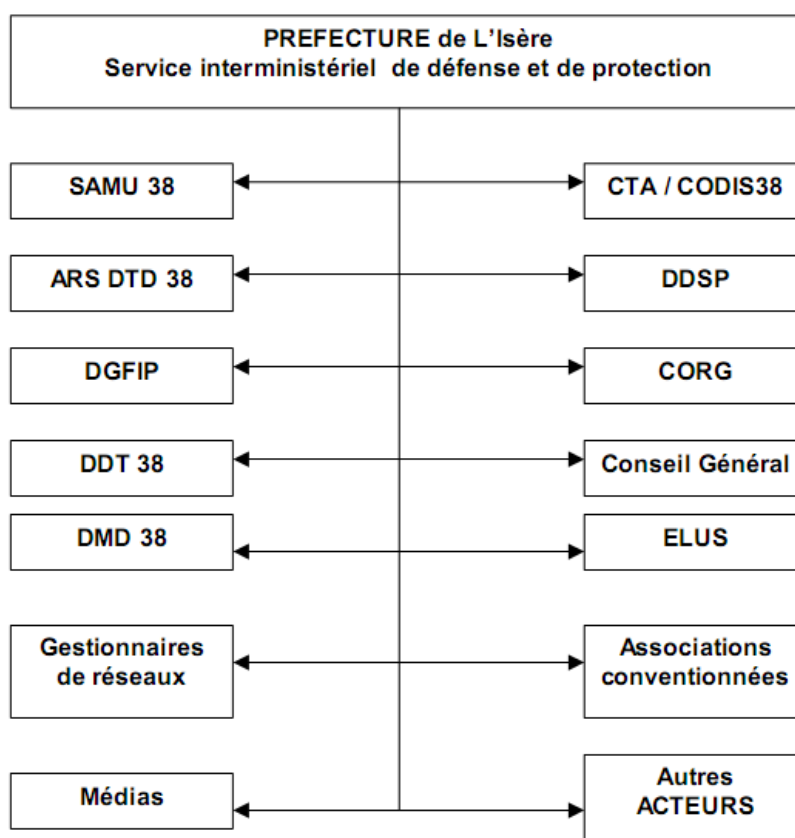 PREFECTURE de L'Isère
Service interministériel de défense et de protection
SAMU 38
CTA / CODIS38
ARS DTD 38
DDSP
DGFIP
CORG
DDT 38
Conseil Général
DMD 38
ELUS
Gestionnaires
de réseaux
Associations
conventionnées
Médias
Autres
ACTEURS